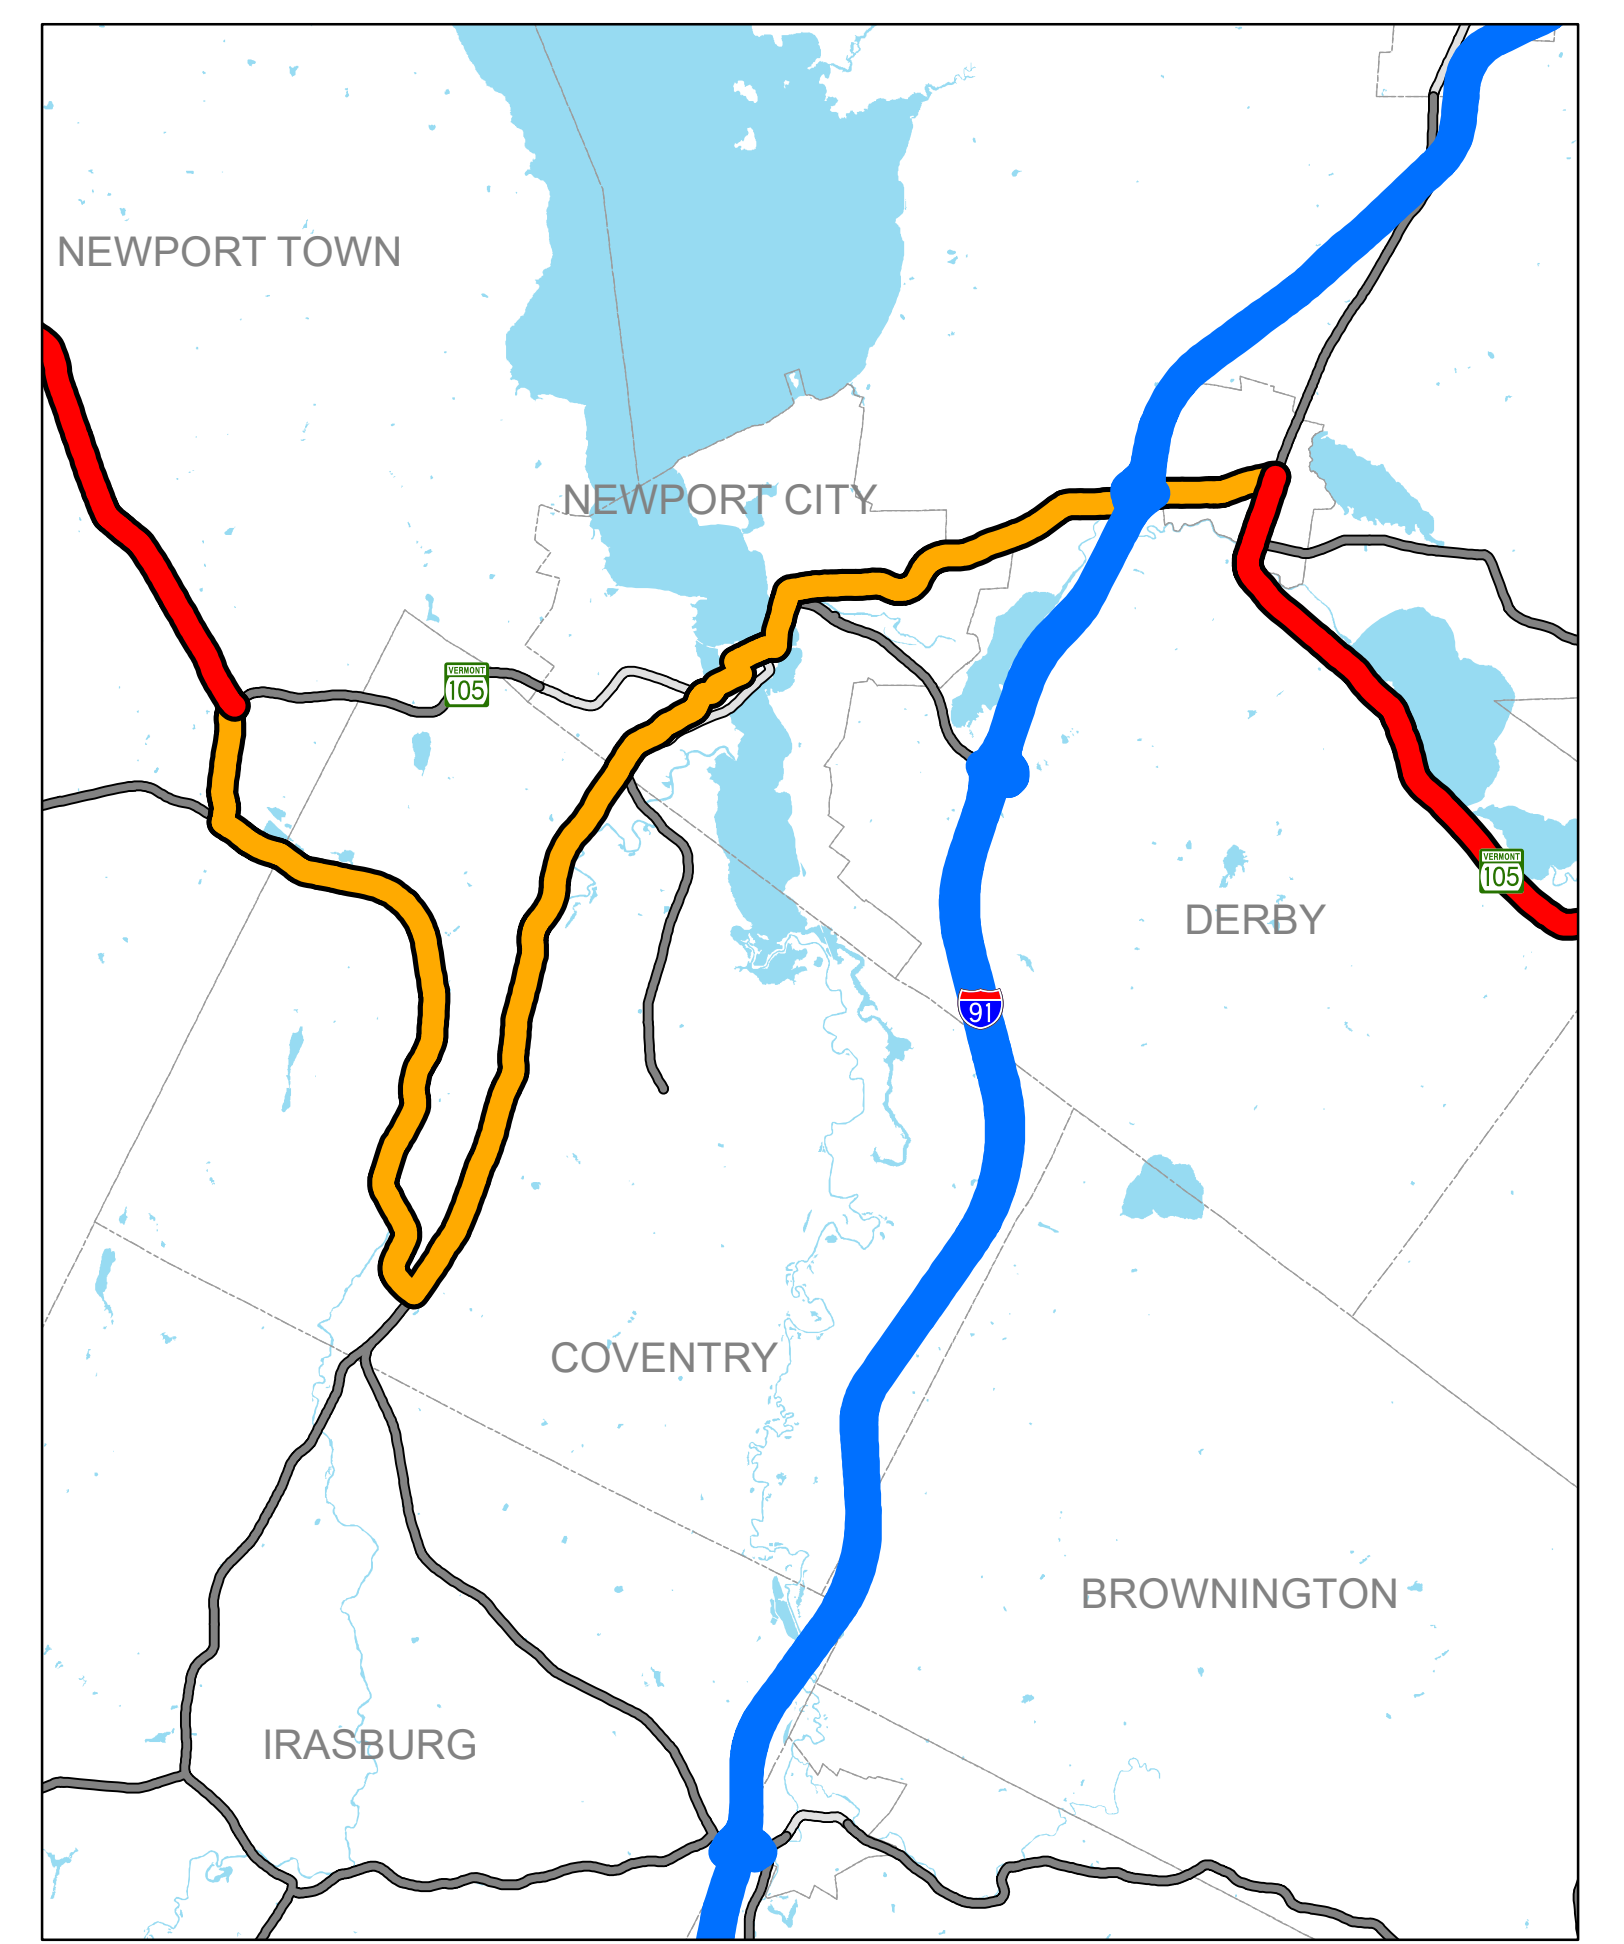 NEWPORT TOWN
NEWPORT CITY
VERMONT
105
VERMONT
105
DERBY
91
COVENTRY
BROWNINGTON
IRASBURG